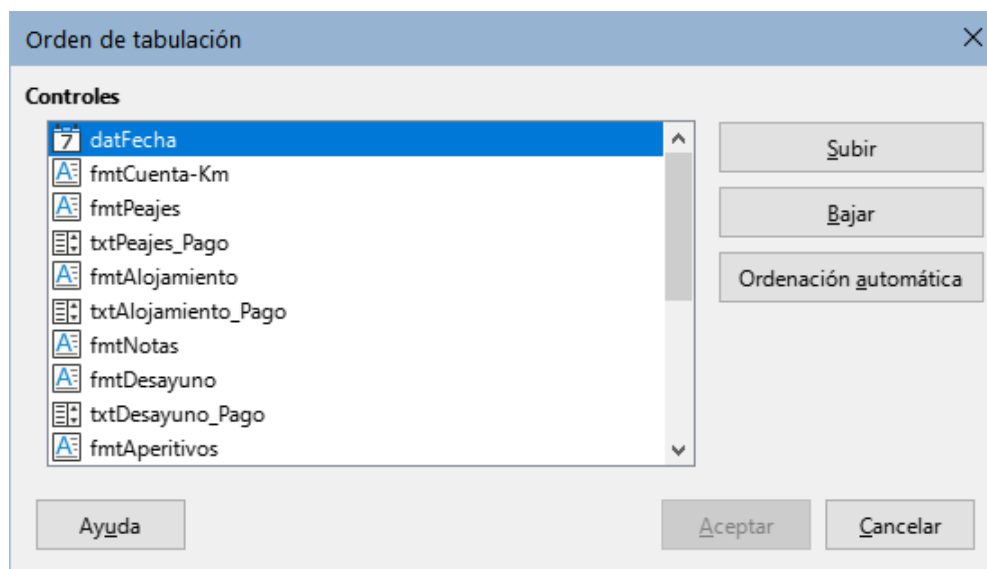 Orden de tabulación
Controles
datFecha
fmtCuenta-Km
fmtPeajes
txtPeajes_Pago
fmtAlojamiento
txtAlojamiento_Pago
fmtNotas
fmtDesayuno
txtDesayuno_Pago
fmtAperitivos
Subir
Bajar
Ordenación automática
Ayuda
Aceptar
Cancelar